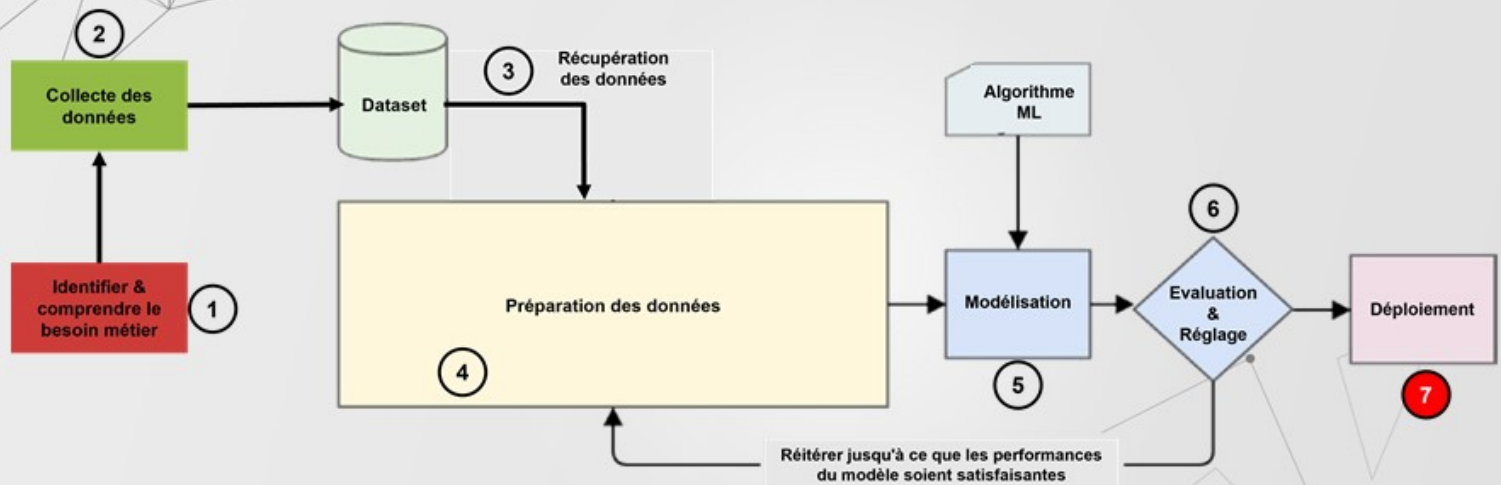 2
Collecte des
données
Dataset
3
Récupération
des données
Algorithme
ML
Identifier &
comprendre le
besoin métier
1
Préparation des données
4
Modélisation
5
6
Evaluation
&
Réglage
Déploiement
7
Réitérer jusqu'à ce que les performances
du modèle soient satisfaisantes